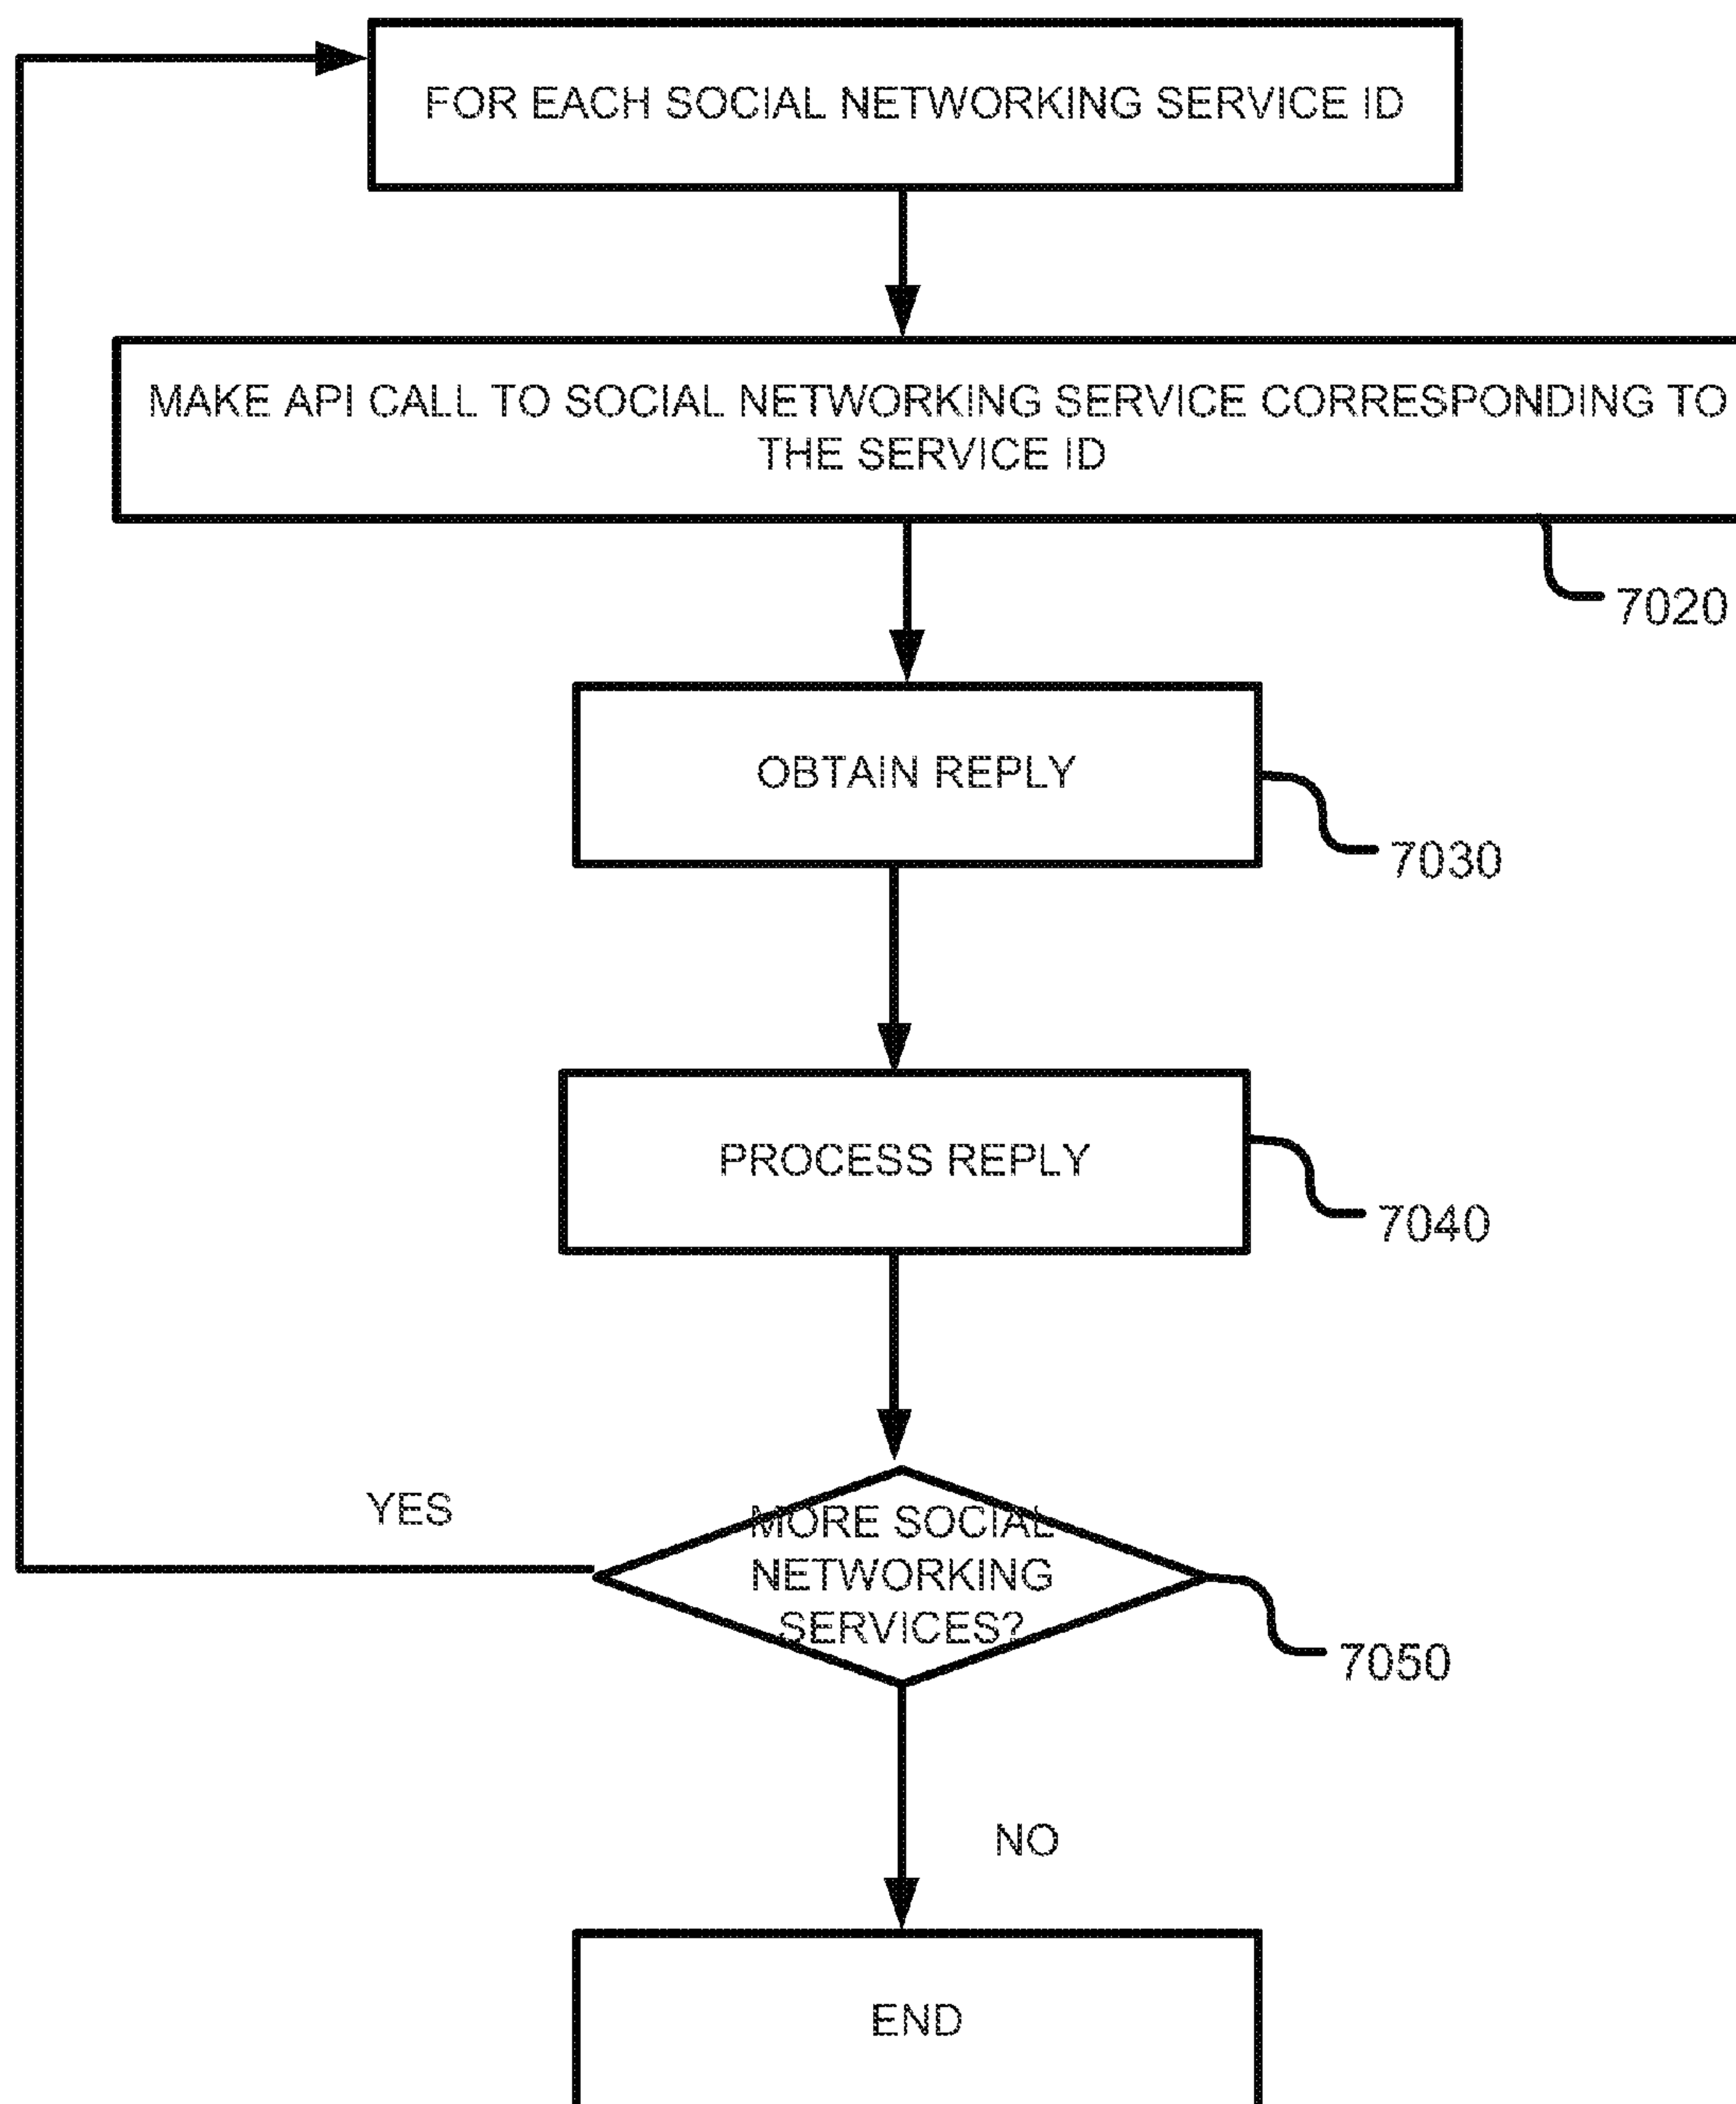 FOR EACH SOCIAL NETWORKING SERVICE ID
MAKE API CALL TO SOCIAL NETWORKING SERVICE CORRESPONDING TO
THE SERVICE ID
7020
OBTAIN REPLY
7030
PROCESS REPLY
7040
YES
MORE SOCIAL
NETWORKING
SERVICES?
7050
NO
END